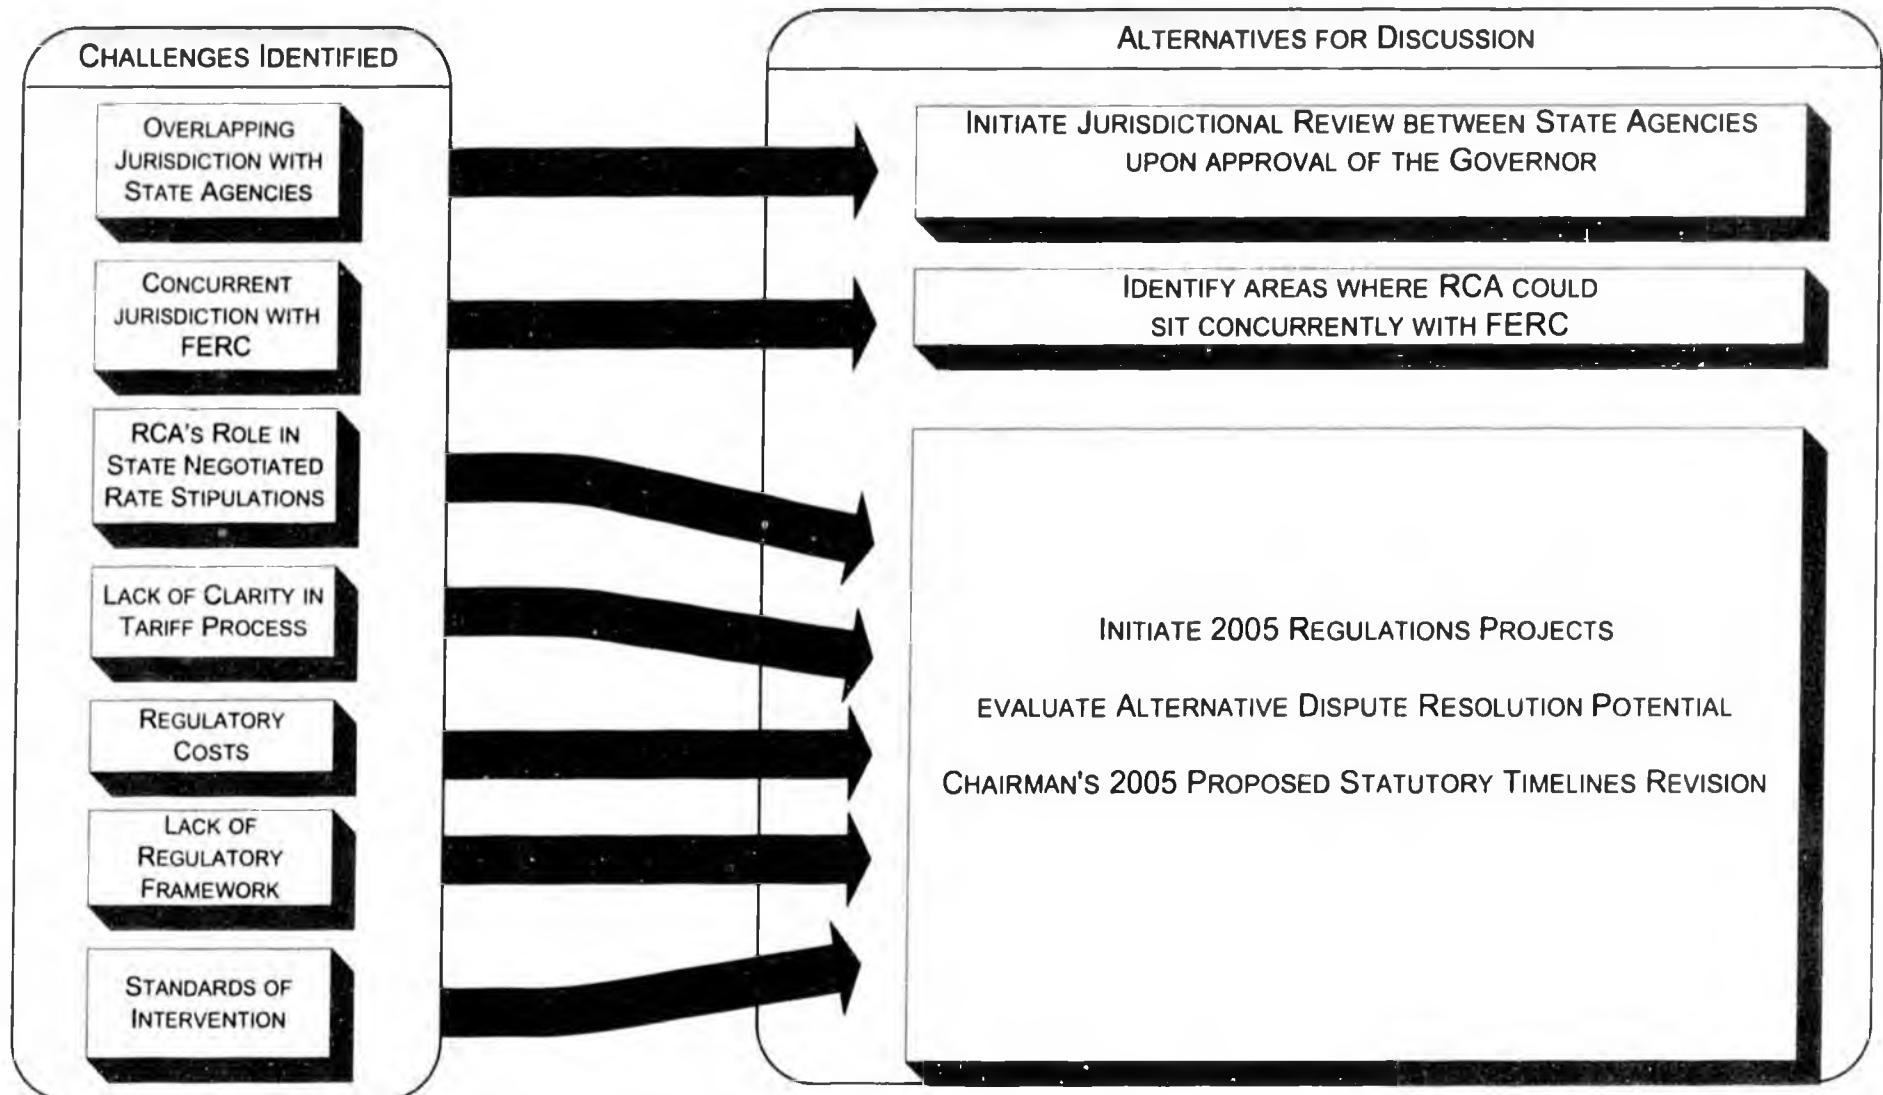 CHALLENGES IDENTIFIED
OVERLAPPING
JURISDICTION WITH
STATE AGENCIES
CONCURRENT
JURISDICTION WITH
FERC
RCA'S ROLE IN
STATE NEGOTIATED
RATE STIPULATIONS
LACK OF CLARITY IN
TARIFF PROCESS
REGULATORY
COSTS
LACK OF
REGULATORY
FRAMEWORK
STANDARDS OF
INTERVENTION
ALTERNATIVES FOR DISCUSSION
INITIATE JURISDICTIONAL REVIEW BETWEEN STATE AGENCIES
UPON APPROVAL OF THE GOVERNOR
IDENTIFY AREAS WHERE RCA COULD
SIT CONCURRENTLY WITH FERC
INITIATE 2005 REGULATIONS PROJECTS
EVALUATE ALTERNATIVE DISPUTE RESOLUTION POTENTIAL
CHAIRMAN'S 2005 PROPOSED STATUTORY TIMELINES REVISION